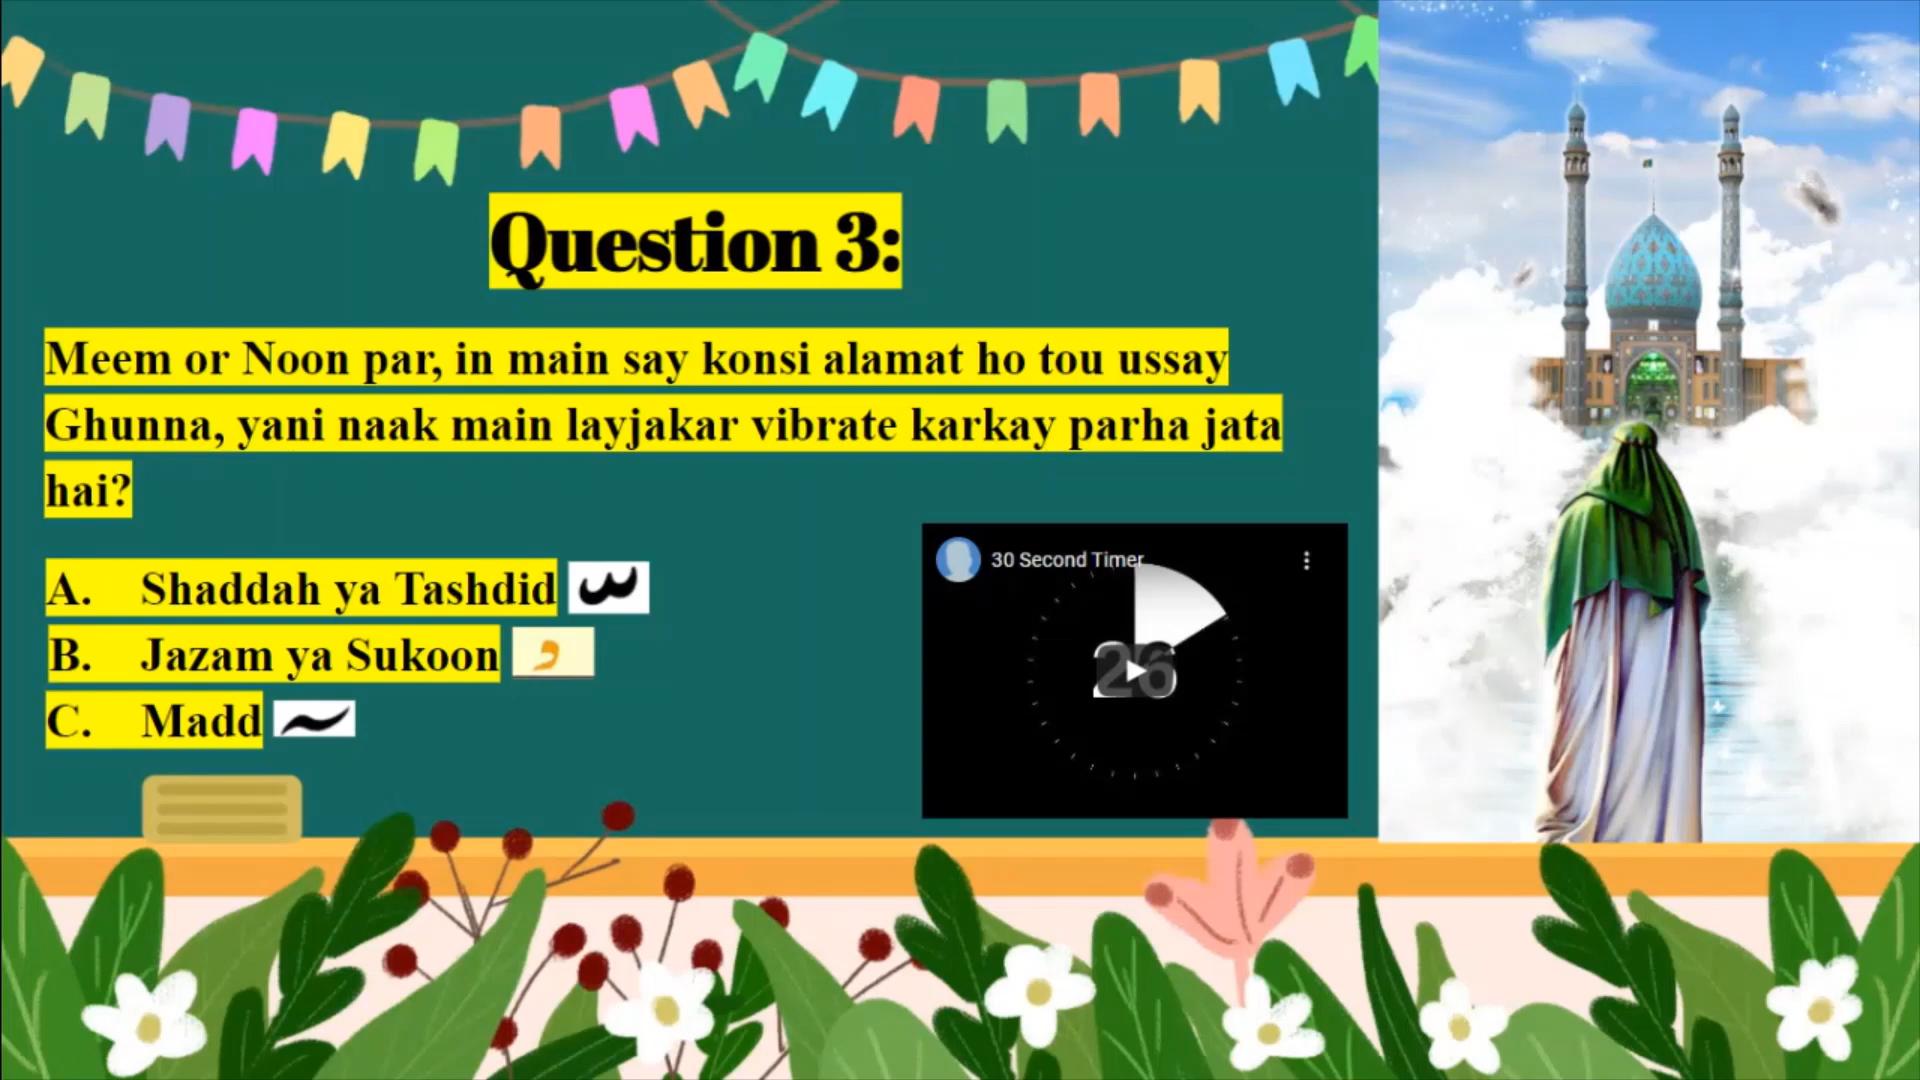 Question 3:
Meem or Noon par, in main say konsi alamat ho tou ussay
Ghunna, yani naak main layjakar vibrate karkay parha jata
hai?
A. Shaddah ya Tashdid
B. Jazam ya Sukoon
C. Madd
30 Second Timer
26